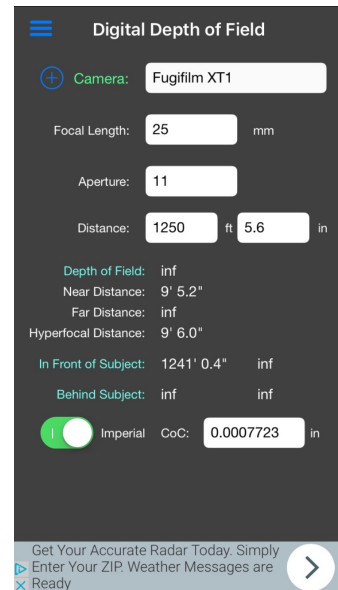 Digital Depth of Field
Camera: Fugifilm XT1
Focal Length: 25 mm
Aperture: 11
Distance: 1250 ft 5.6 in
Depth of Field: inf
Near Distance: 9' 5.2"
Far Distance: inf
Hyperfocal Distance: 9' 6.0"
In Front of Subject: 1241' 0.4" inf
Behind Subject: inf inf
Imperial CoC: 0.0007723 in
Get Your Accurate Radar Today. Simply
Enter Your ZIP. Weather Messages are
Ready